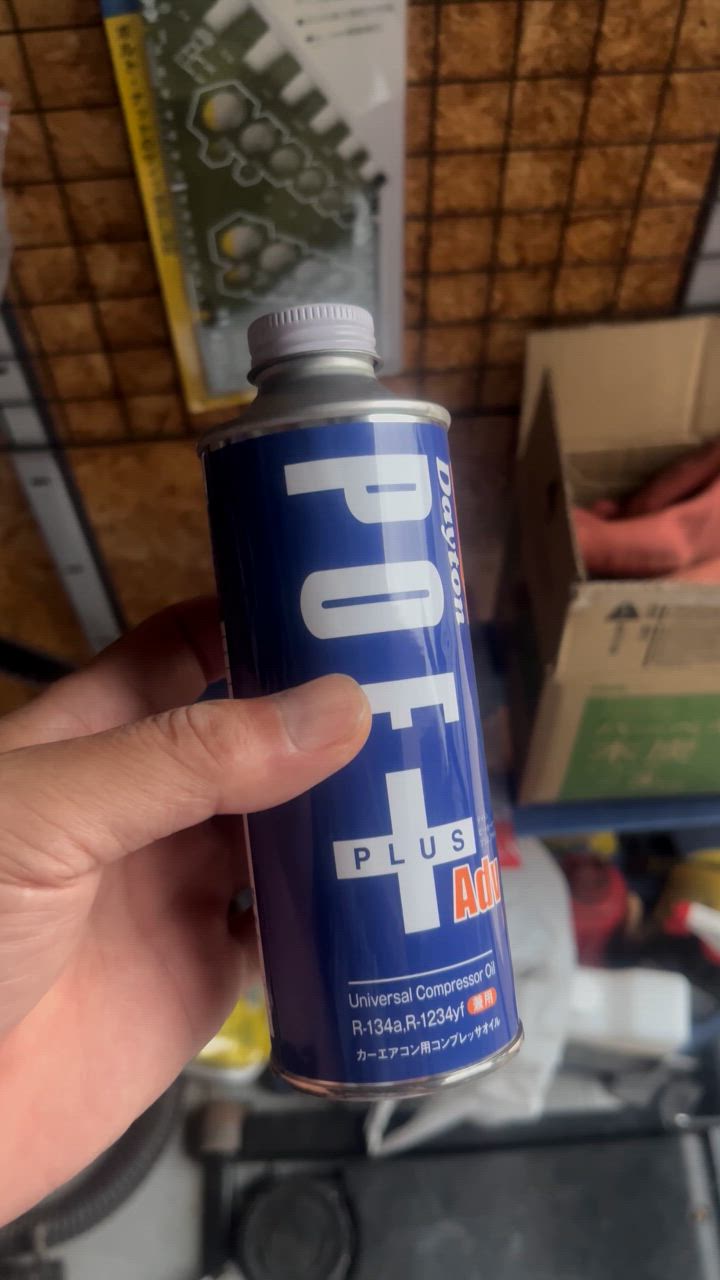 Dayton
POE
PLUS
Adv
Universal Compressor Oil
R-134a,R-1234yf 兼用
カーエアコン用コンプレッサオイル